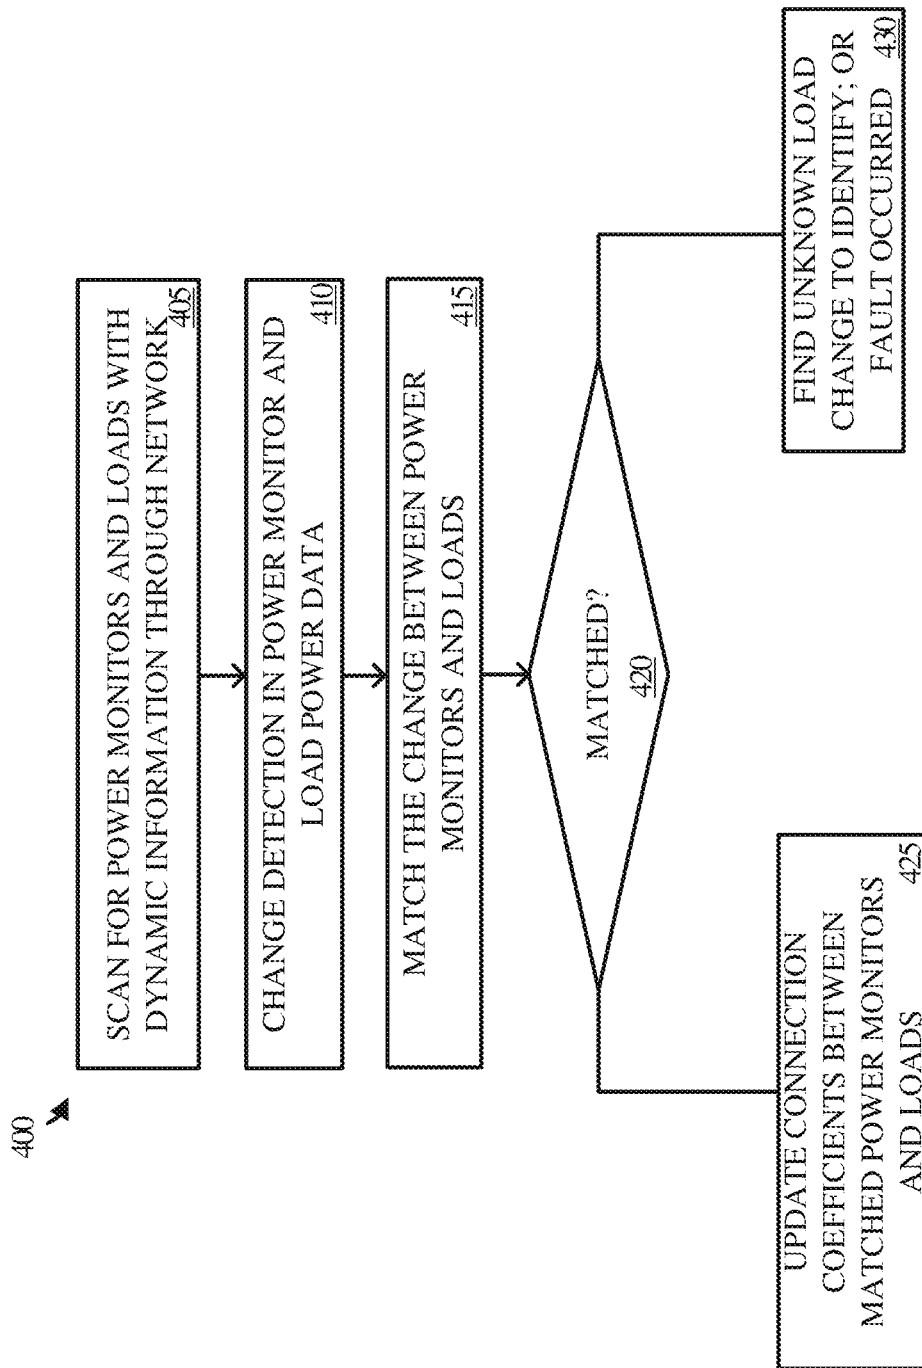 400
SCAN FOR POWER MONITORS AND LOADS WITH
DYNAMIC INFORMATION THROUGH NETWORK
405
CHANGE DETECTION IN POWER MONITOR AND
LOAD POWER DATA
410
MATCH THE CHANGE BETWEEN POWER
MONITORS AND LOADS
415
MATCHED?
420
UPDATE CONNECTION
COEFFICIENTS BETWEEN
MATCHED POWER MONITORS
AND LOADS
425
FIND UNKNOWN LOAD
CHANGE TO IDENTIFY; OR
FAULT OCCURRED
430